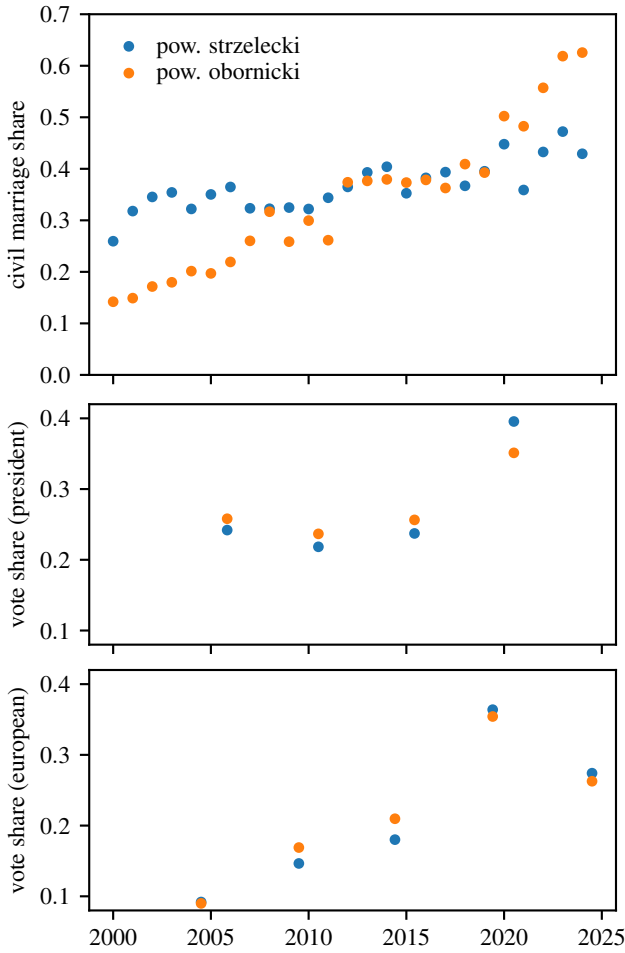 0.7
pow. strzelecki
pow. obornicki
0.6
0.5
0.4
0.3
0.2
0.1
0.0
civil marriage share
0.4
0.3
0.2
0.1
vote share (president)
0.4
0.3
0.2
0.1
vote share (european)
2000 2005 2010 2015 2020 2025